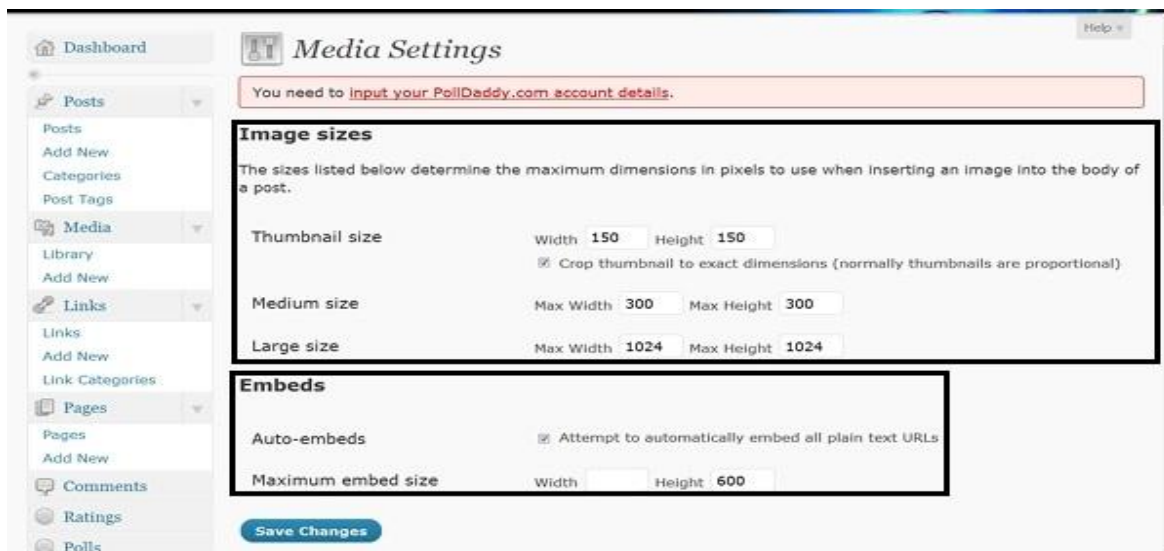 Help
Dashboard
Media Settings
You need to input your PollDaddy.com account details.
Posts
Posts
Add New
Categories
Post Tags
Media
Library
Add New
Links
Links
Add New
Link Categories
Pages
Pages
Add New
Comments
Ratings
Polls
Image sizes
The sizes listed below determine the maximum dimensions in pixels to use when inserting an image into the body of
a post.
Thumbnail size Width 150 Height 150
Crop thumbnail to exact dimensions (normally thumbnails are proportional)
Medium size Max Width 300 Max Height 300
Large size Max Width 1024 Max Height 1024
Embeds
Auto-embeds Attempt to automatically embed all plain text URLs
Maximum embed size Width Height 600
Save Changes